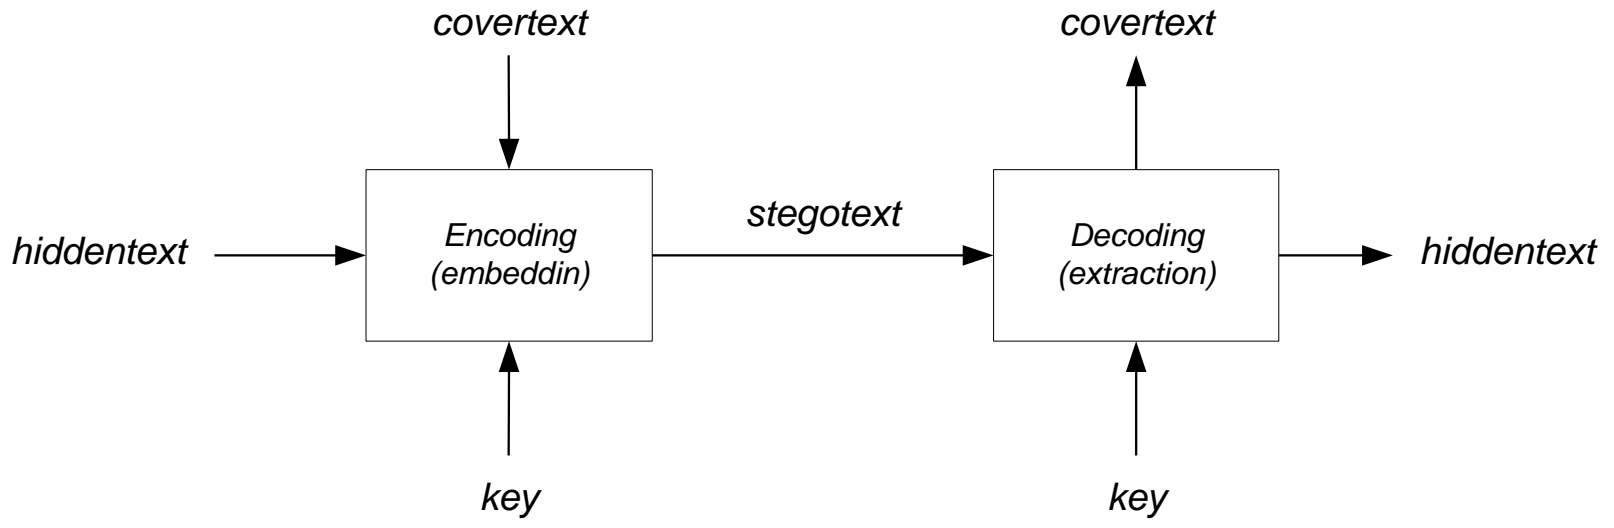 covertext
covertext
hiddentext
Encoding
(embeddin)
stegotext
Decoding
(extraction)
hiddentext
key
key